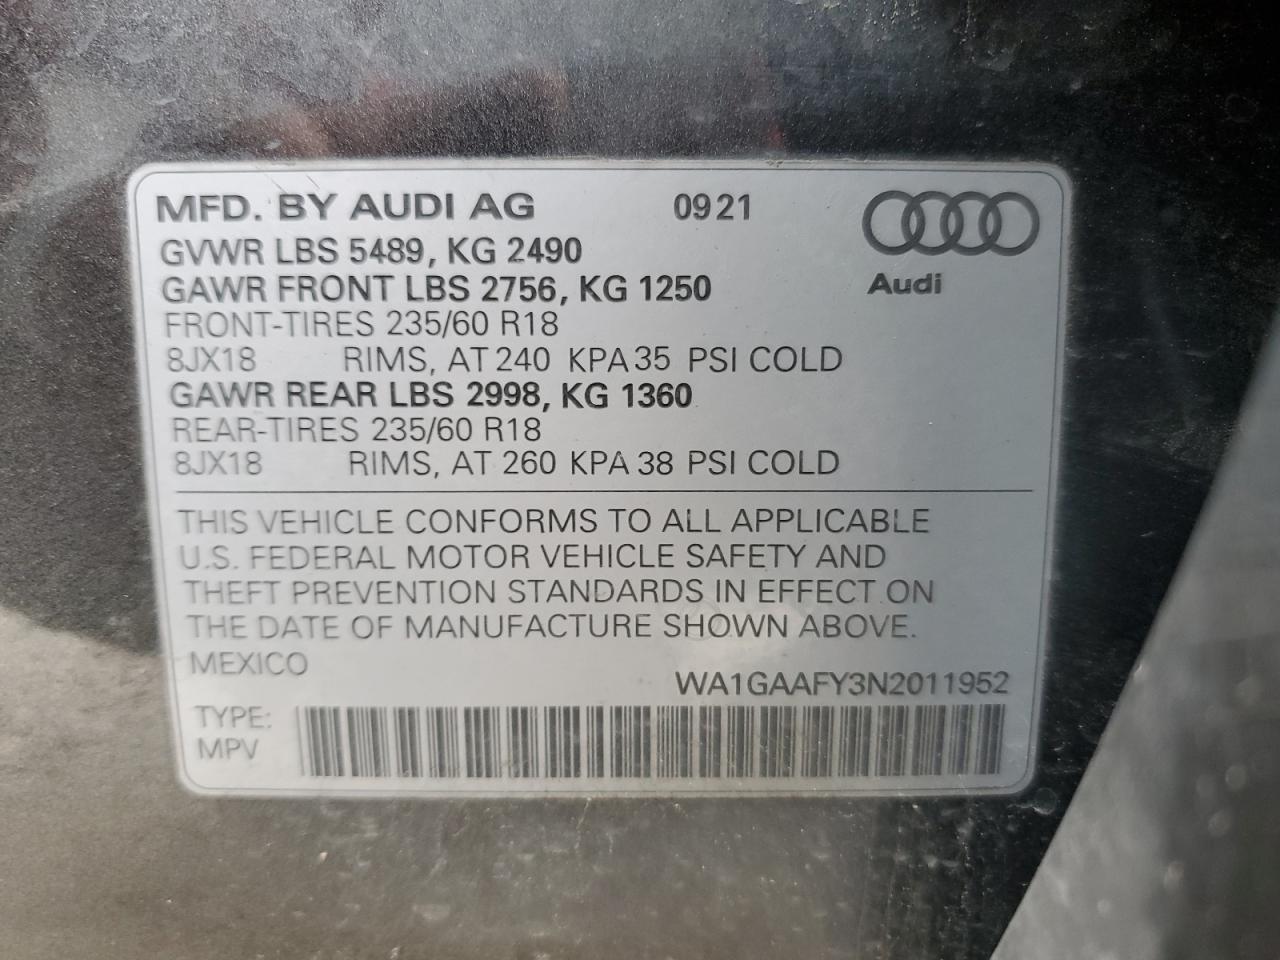 MFD. BY AUDI AG 0921
GVWR LBS 5489, KG 2490
GAWR FRONT LBS 2756, KG 1250
Audi
FRONT-TIRES 235/60 R18
8JX18 RIMS, AT 240 KPA 35 PSI COLD
GAWR REAR LBS 2998, KG 1360
REAR-TIRES 235/60 R18
8JX18 RIMS, AT 260 KPA 38 PSI COLD
THIS VEHICLE CONFORMS TO ALL APPLICABLE
U.S. FEDERAL MOTOR VEHICLE SAFETY AND
THEFT PREVENTION STANDARDS IN EFFECT ON
THE DATE OF MANUFACTURE SHOWN ABOVE.
MEXICO
WA1GAAFY3N2011952
TYPE:
MPV